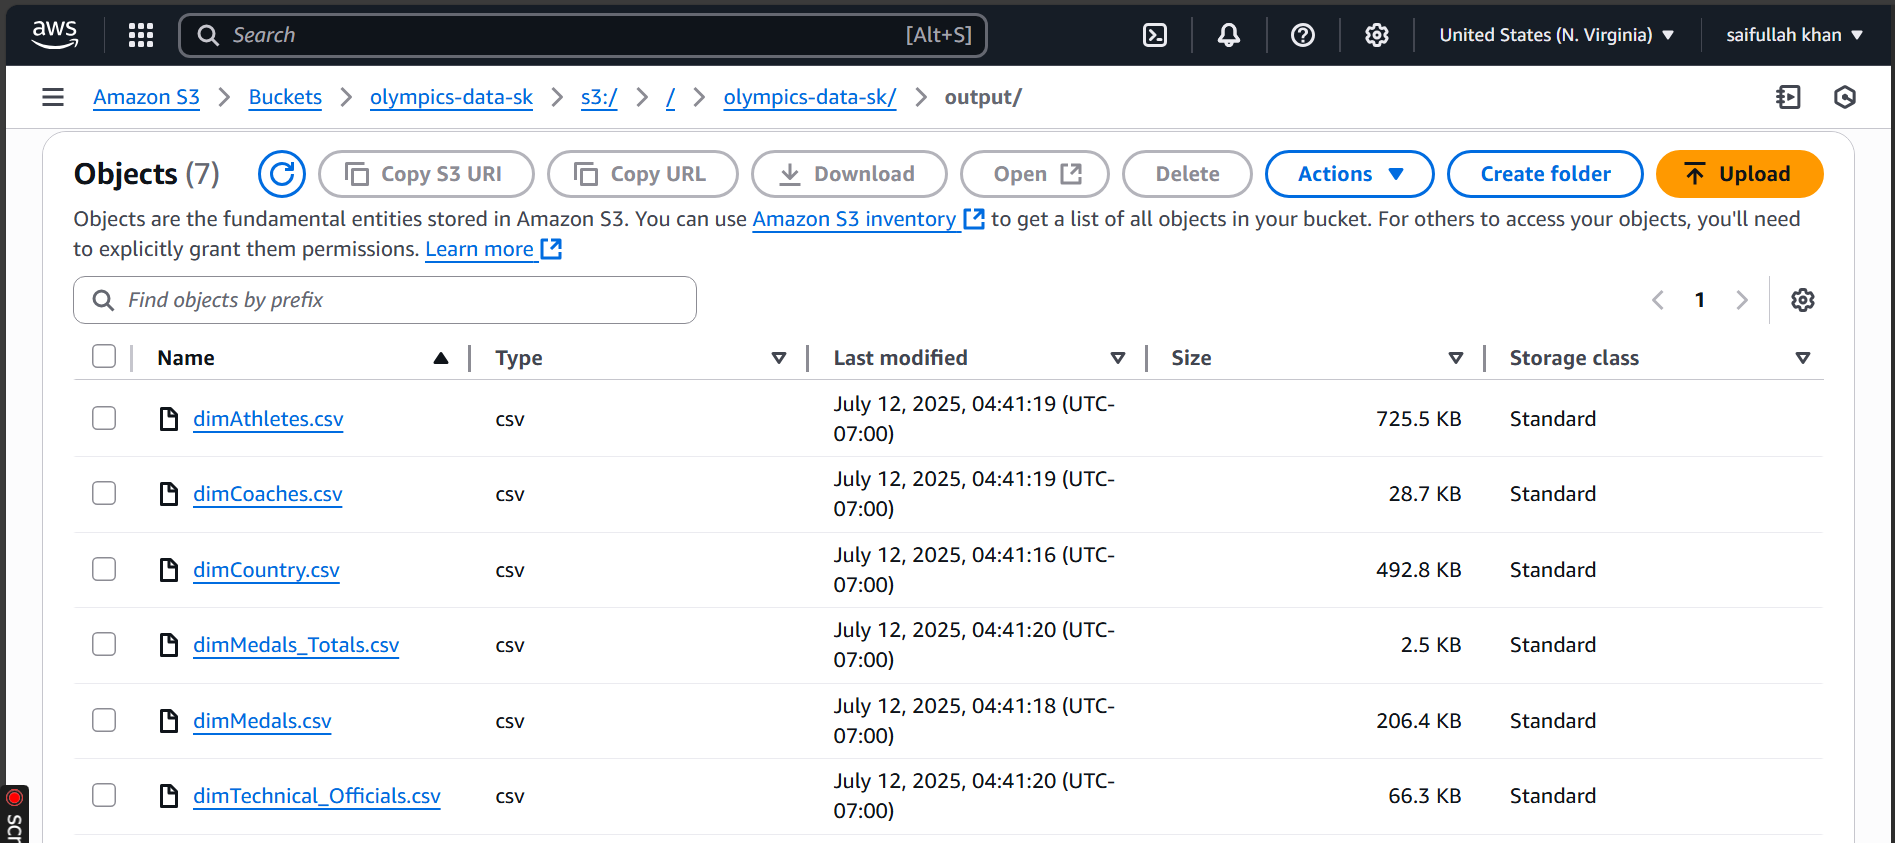 aws Search [Alt+S] United States (N. Virginia) saifullah khan
Amazon S3 Buckets olympics-data-sk s3:/ / olympics-data-sk/ output/
Objects (7) Copy S3 URI Copy URL Download Open Delete Actions Create folder Upload
Objects are the fundamental entities stored in Amazon S3. You can use Amazon S3 inventory to get a list of all objects in your bucket. For others to access your objects, you'll need
to explicitly grant them permissions. Learn more
Find objects by prefix 1
Name Type Last modified Size Storage class
dimAthletes.csv csv July 12, 2025, 04:41:19 (UTC-
07:00) 725.5 KB Standard
dimCoaches.csv csv July 12, 2025, 04:41:19 (UTC-
07:00) 28.7 KB Standard
dimCountry.csv csv July 12, 2025, 04:41:16 (UTC-
07:00) 492.8 KB Standard
dimMedals_Totals.csv csv July 12, 2025, 04:41:20 (UTC-
07:00) 2.5 KB Standard
dimMedals.csv csv July 12, 2025, 04:41:18 (UTC-
07:00) 206.4 KB Standard
dimTechnical_Officials.csv csv July 12, 2025, 04:41:20 (UTC-
07:00) 66.3 KB Standard